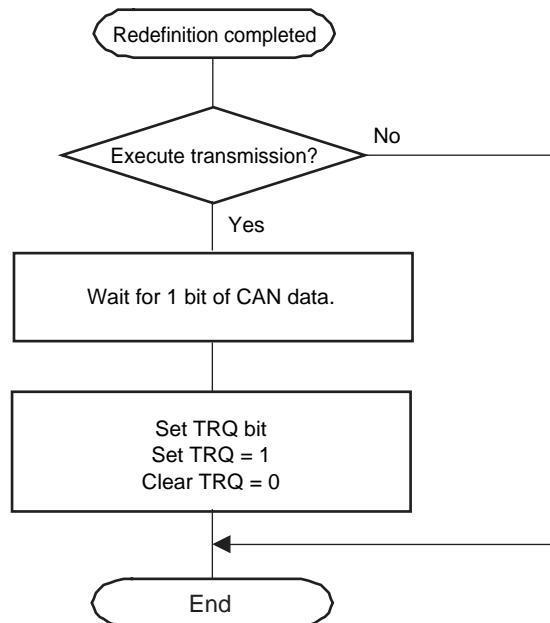 Redefinition completed
Execute transmission?
No
Yes
Wait for 1 bit of CAN data.
Set TRQ bit
Set TRQ = 1
Clear TRQ = 0
End